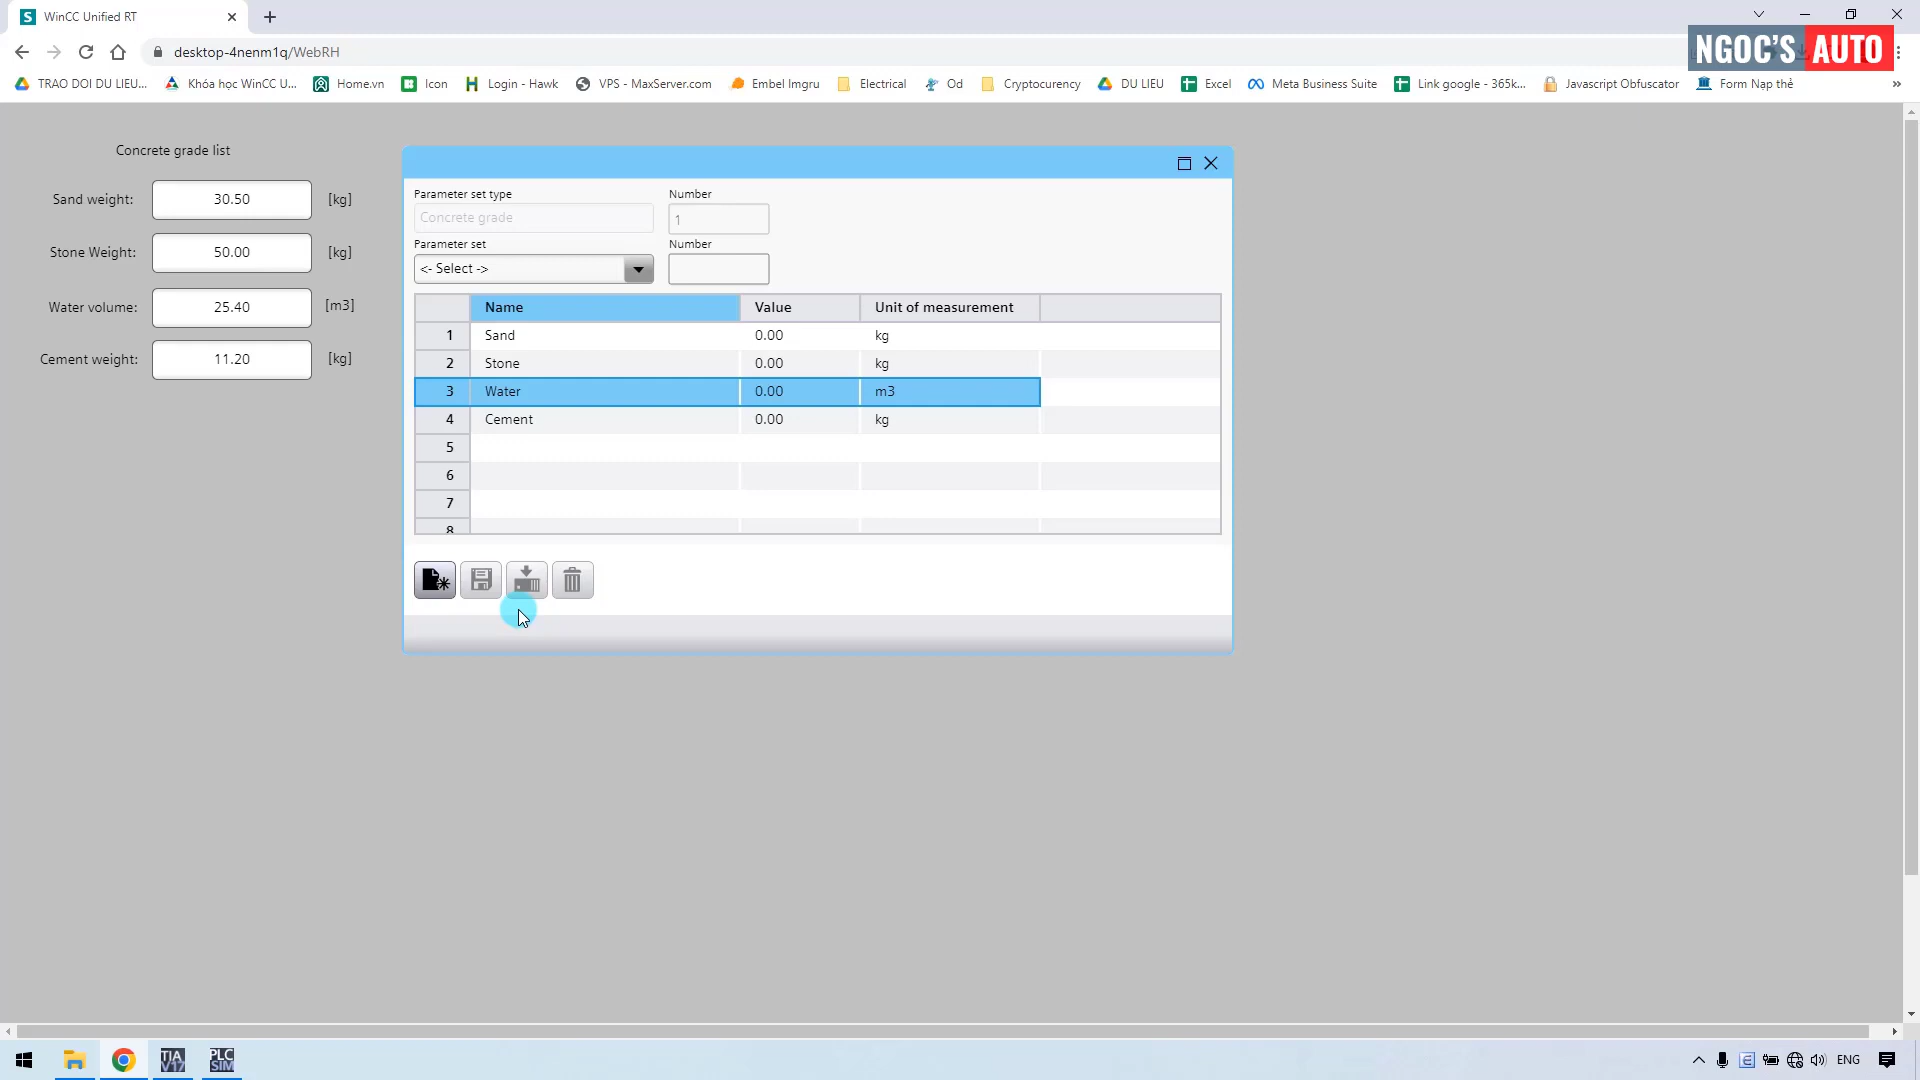 WinCC Unified RT
desktop-4nenm1q/WebRH
NGOC'S AUTO
TRAO DOI DU LIEU...
Khóa học WinCC U...
Home.vn
Icon
Login - Hawk
VPS - MaxServer.com
Embel Imgru
Electrical
Od
Cryptocurency
DU LIEU
Excel
Meta Business Suite
Link google - 365k...
Javascript Obfuscator
Form Nạp thẻ
»
Concrete grade list
Sand weight: 30.50 [kg]
Stone Weight: 50.00 [kg]
Water volume: 25.40 [m3]
Cement weight: 11.20 [kg]
Parameter set type Number
Concrete grade 1
Parameter set Number
<- Select ->
Name Value Unit of measurement
1 Sand 0.00 kg
2 Stone 0.00 kg
3 Water 0.00 m3
4 Cement 0.00 kg
5
6
7
8
TIA V17
PLC SIM
ENG